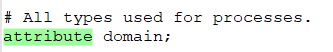 # All types used for processes.
attribute domain;